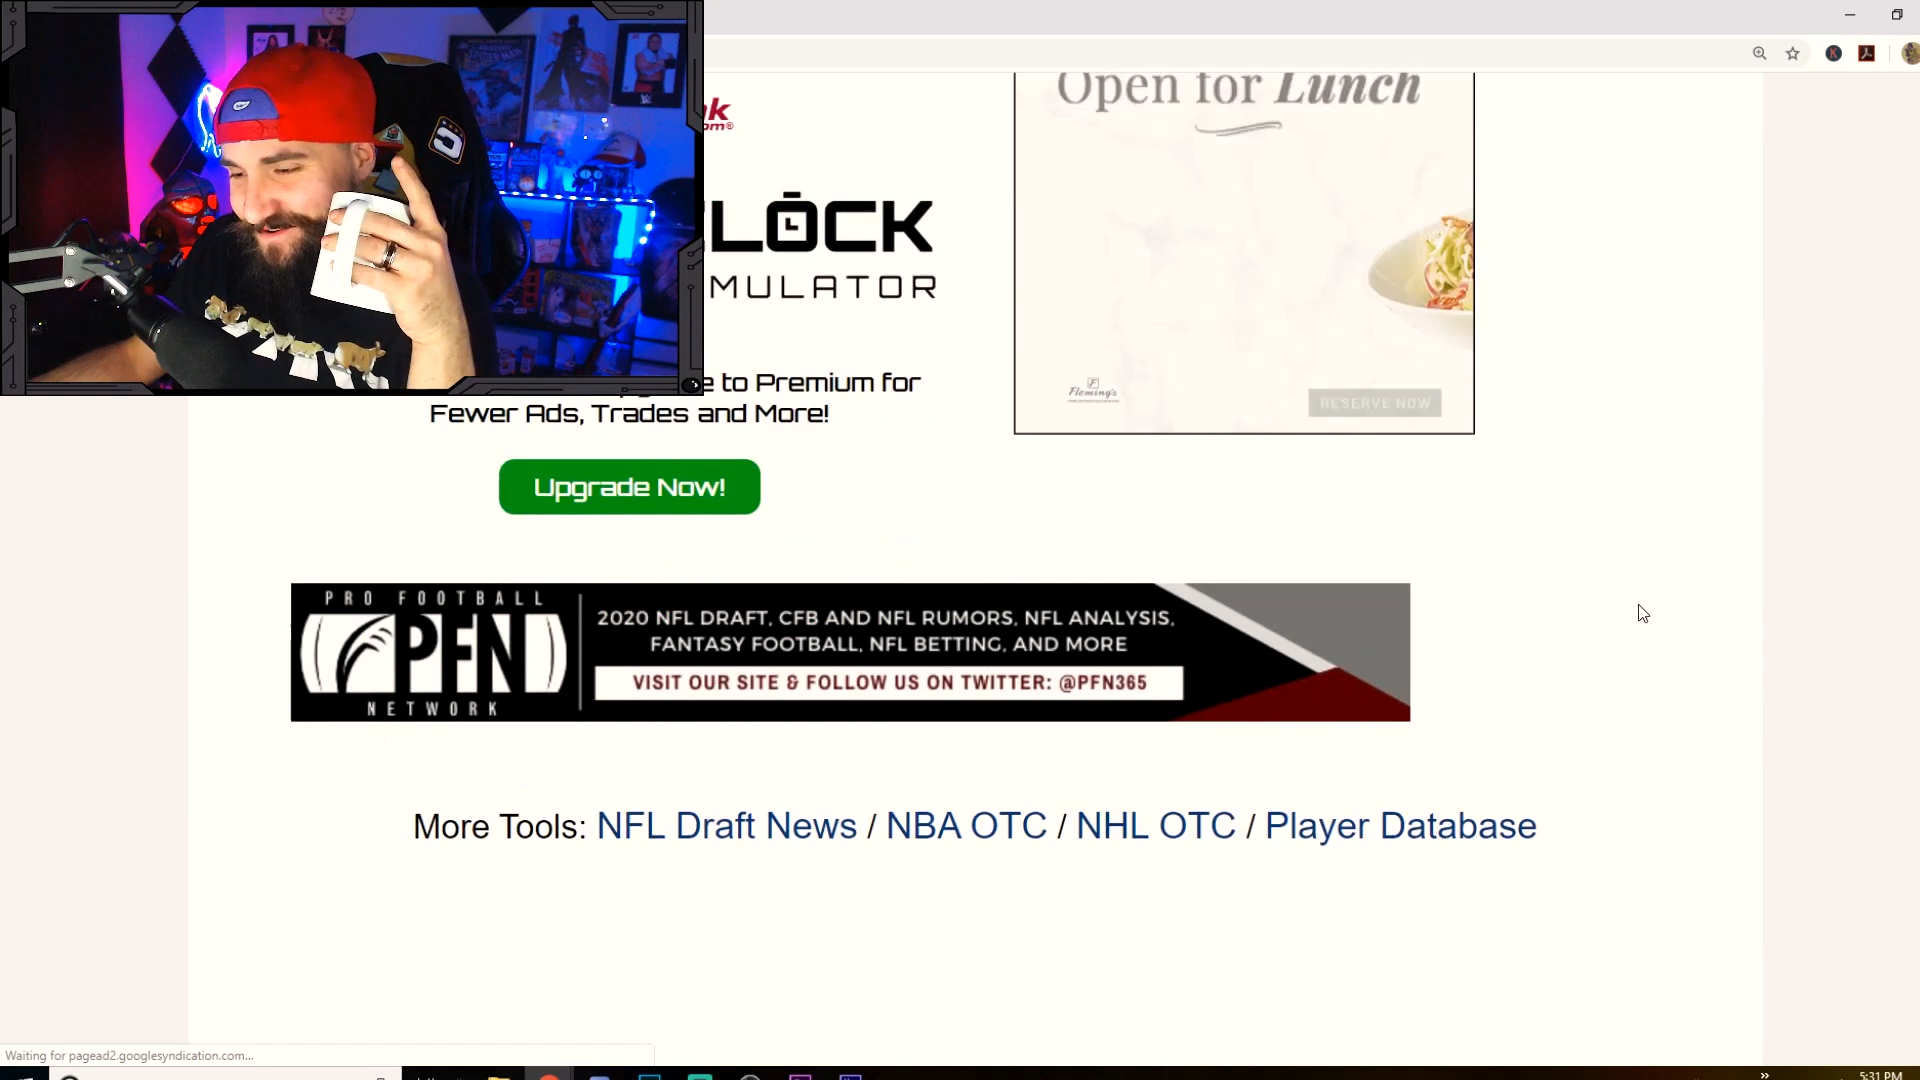 Open for Lunch
LOCK
MULATOR
e to Premium for
Fewer Ads, Trades and More!
Fleming's
RESERVE NOW
Upgrade Now!
PRO FOOTBALL
PFN
NETWORK
2020 NFL DRAFT, CFB AND NFL RUMORS, NFL ANALYSIS,
FANTASY FOOTBALL, NFL BETTING, AND MORE
VISIT OUR SITE & FOLLOW US ON TWITTER: @PFN365
More Tools: NFL Draft News / NBA OTC / NHL OTC / Player Database
Waiting for pagead2.googlesyndication.com...
5:31 PM